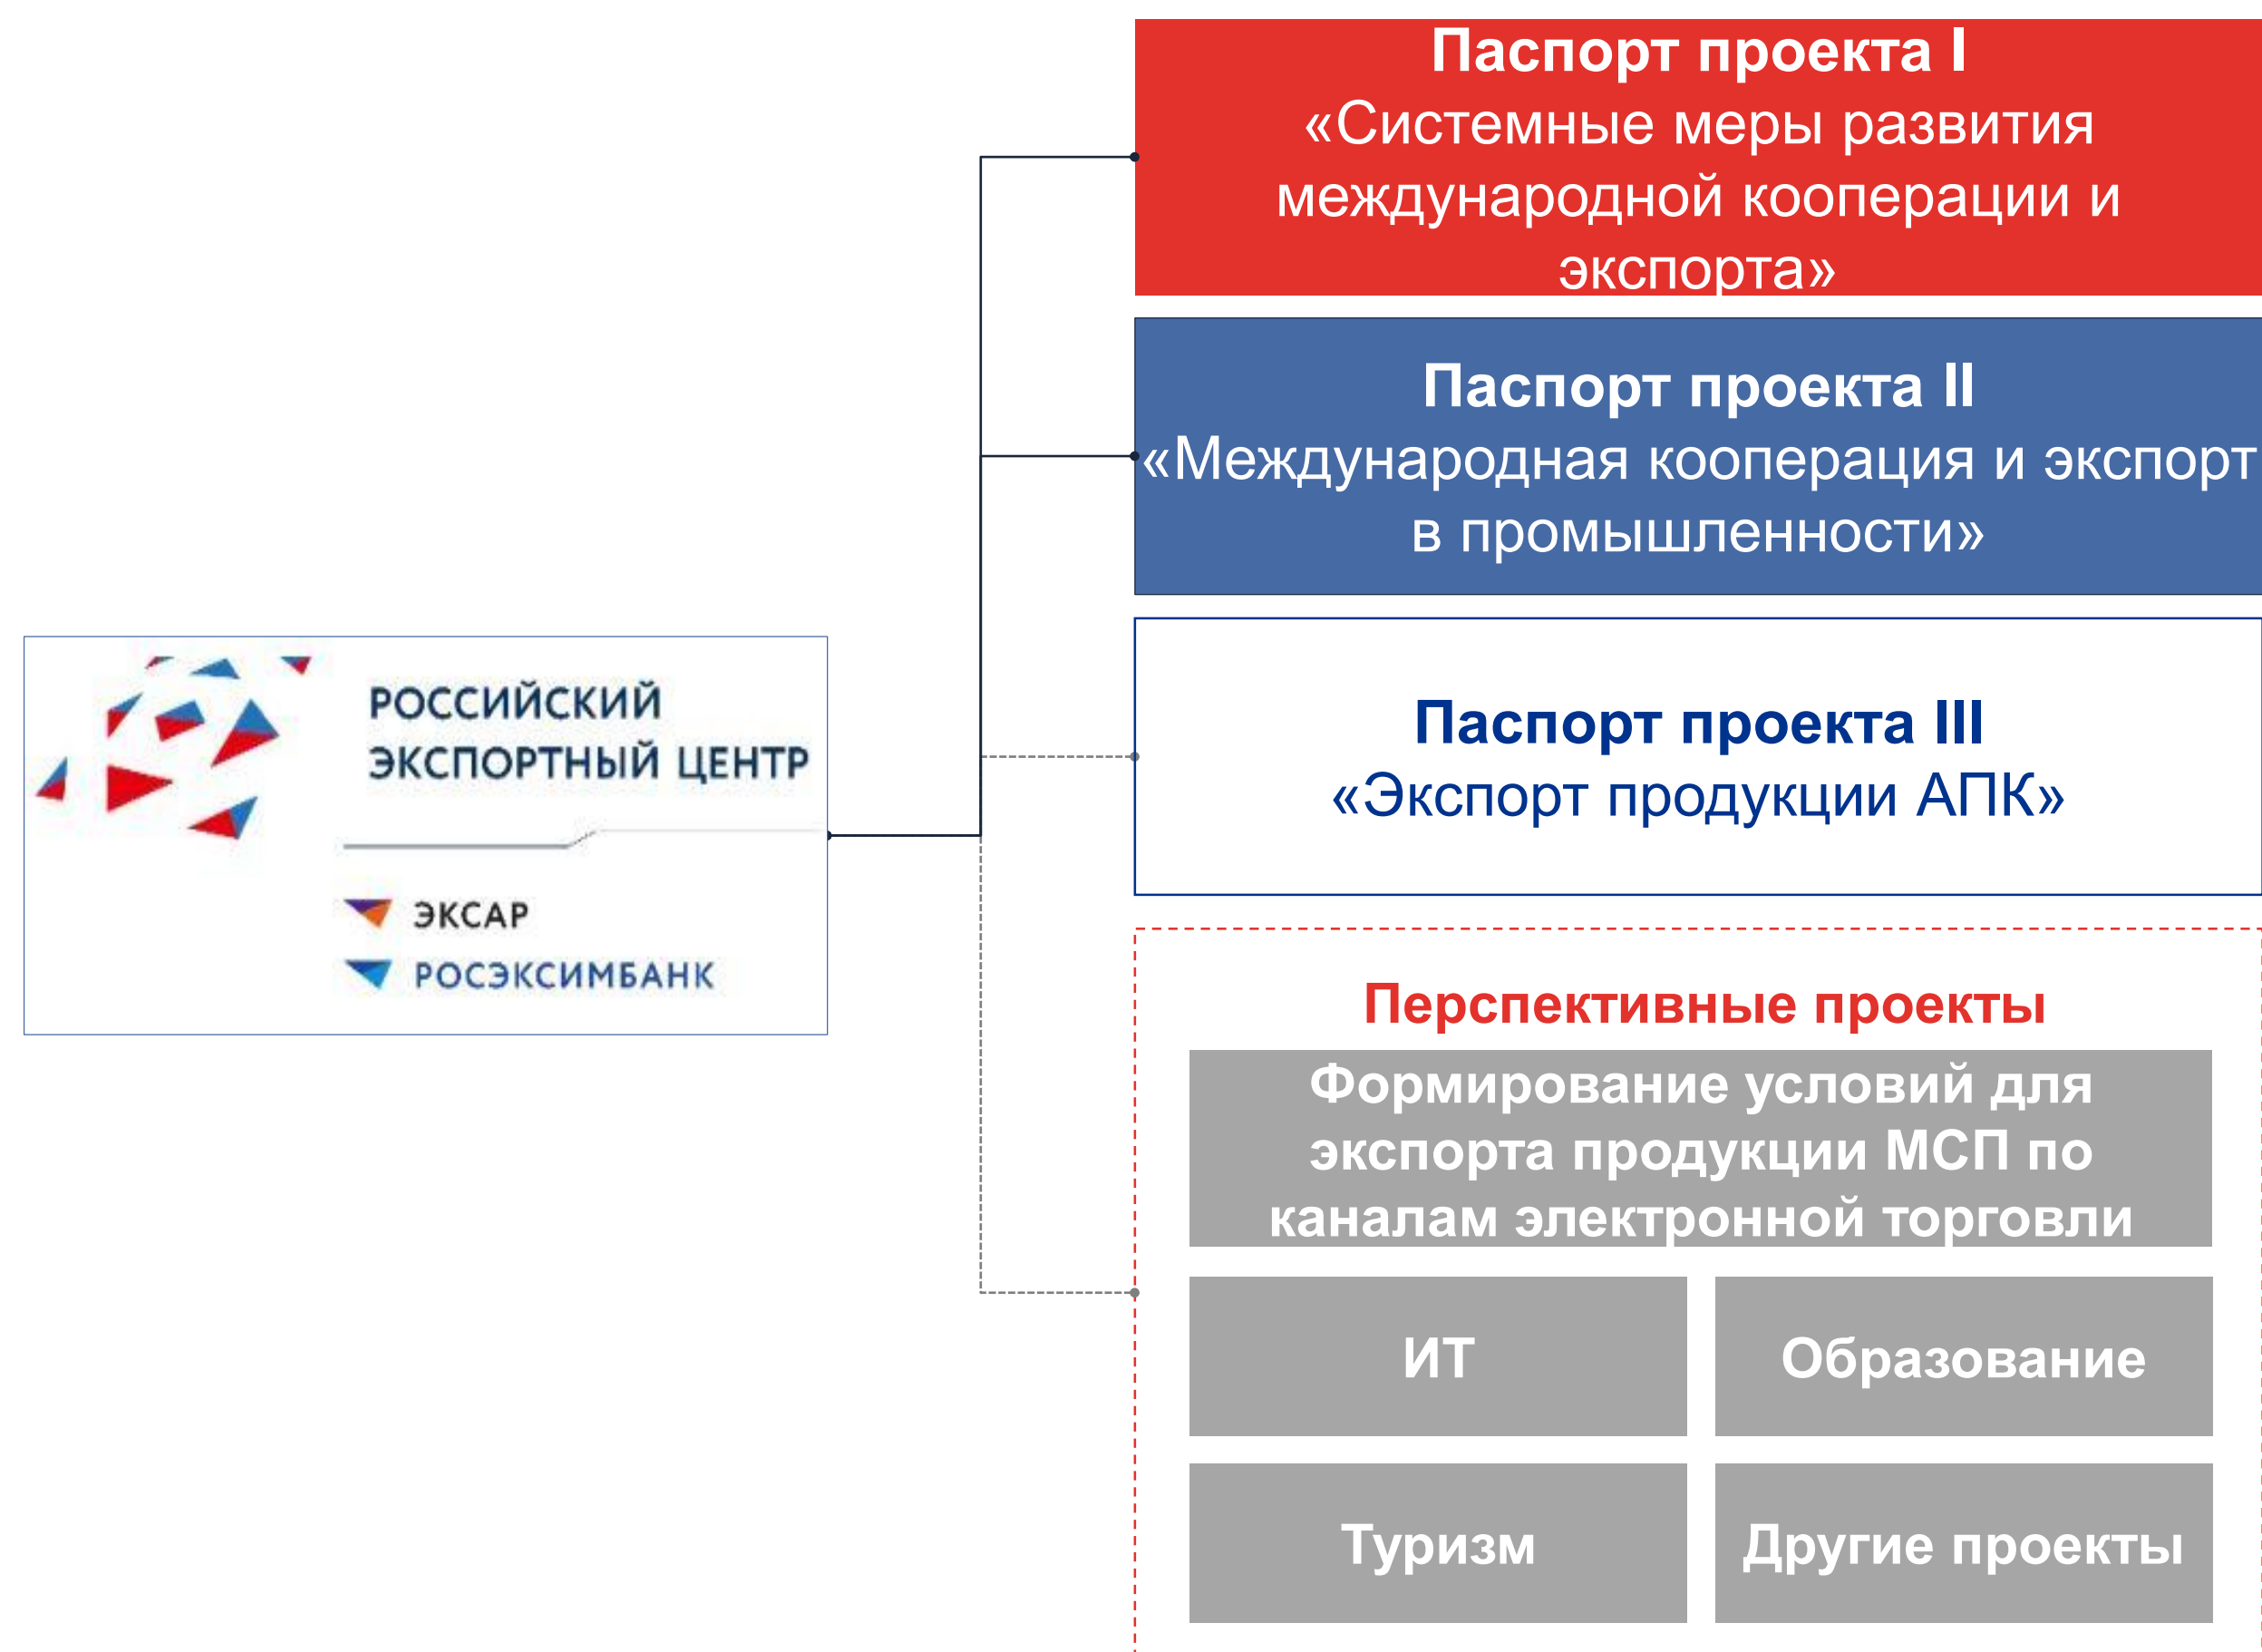 Паспорт проекта I
«Системные меры развития
международной кооперации и
экспорта»
Паспорт проекта II
«Международная кооперация и экспорт
в промышленности»
РОССИЙСКИЙ
ЭКСПОРТНЫЙ ЦЕНТР
ЭКСАР
РОСЭКСИМБАНК
Паспорт проекта III
«Экспорт продукции АПК»
Перспективные проекты
Формирование условий для
экспорта продукции МСП по
каналам электронной торговли
ИТ
Образование
Туризм
Другие проекты